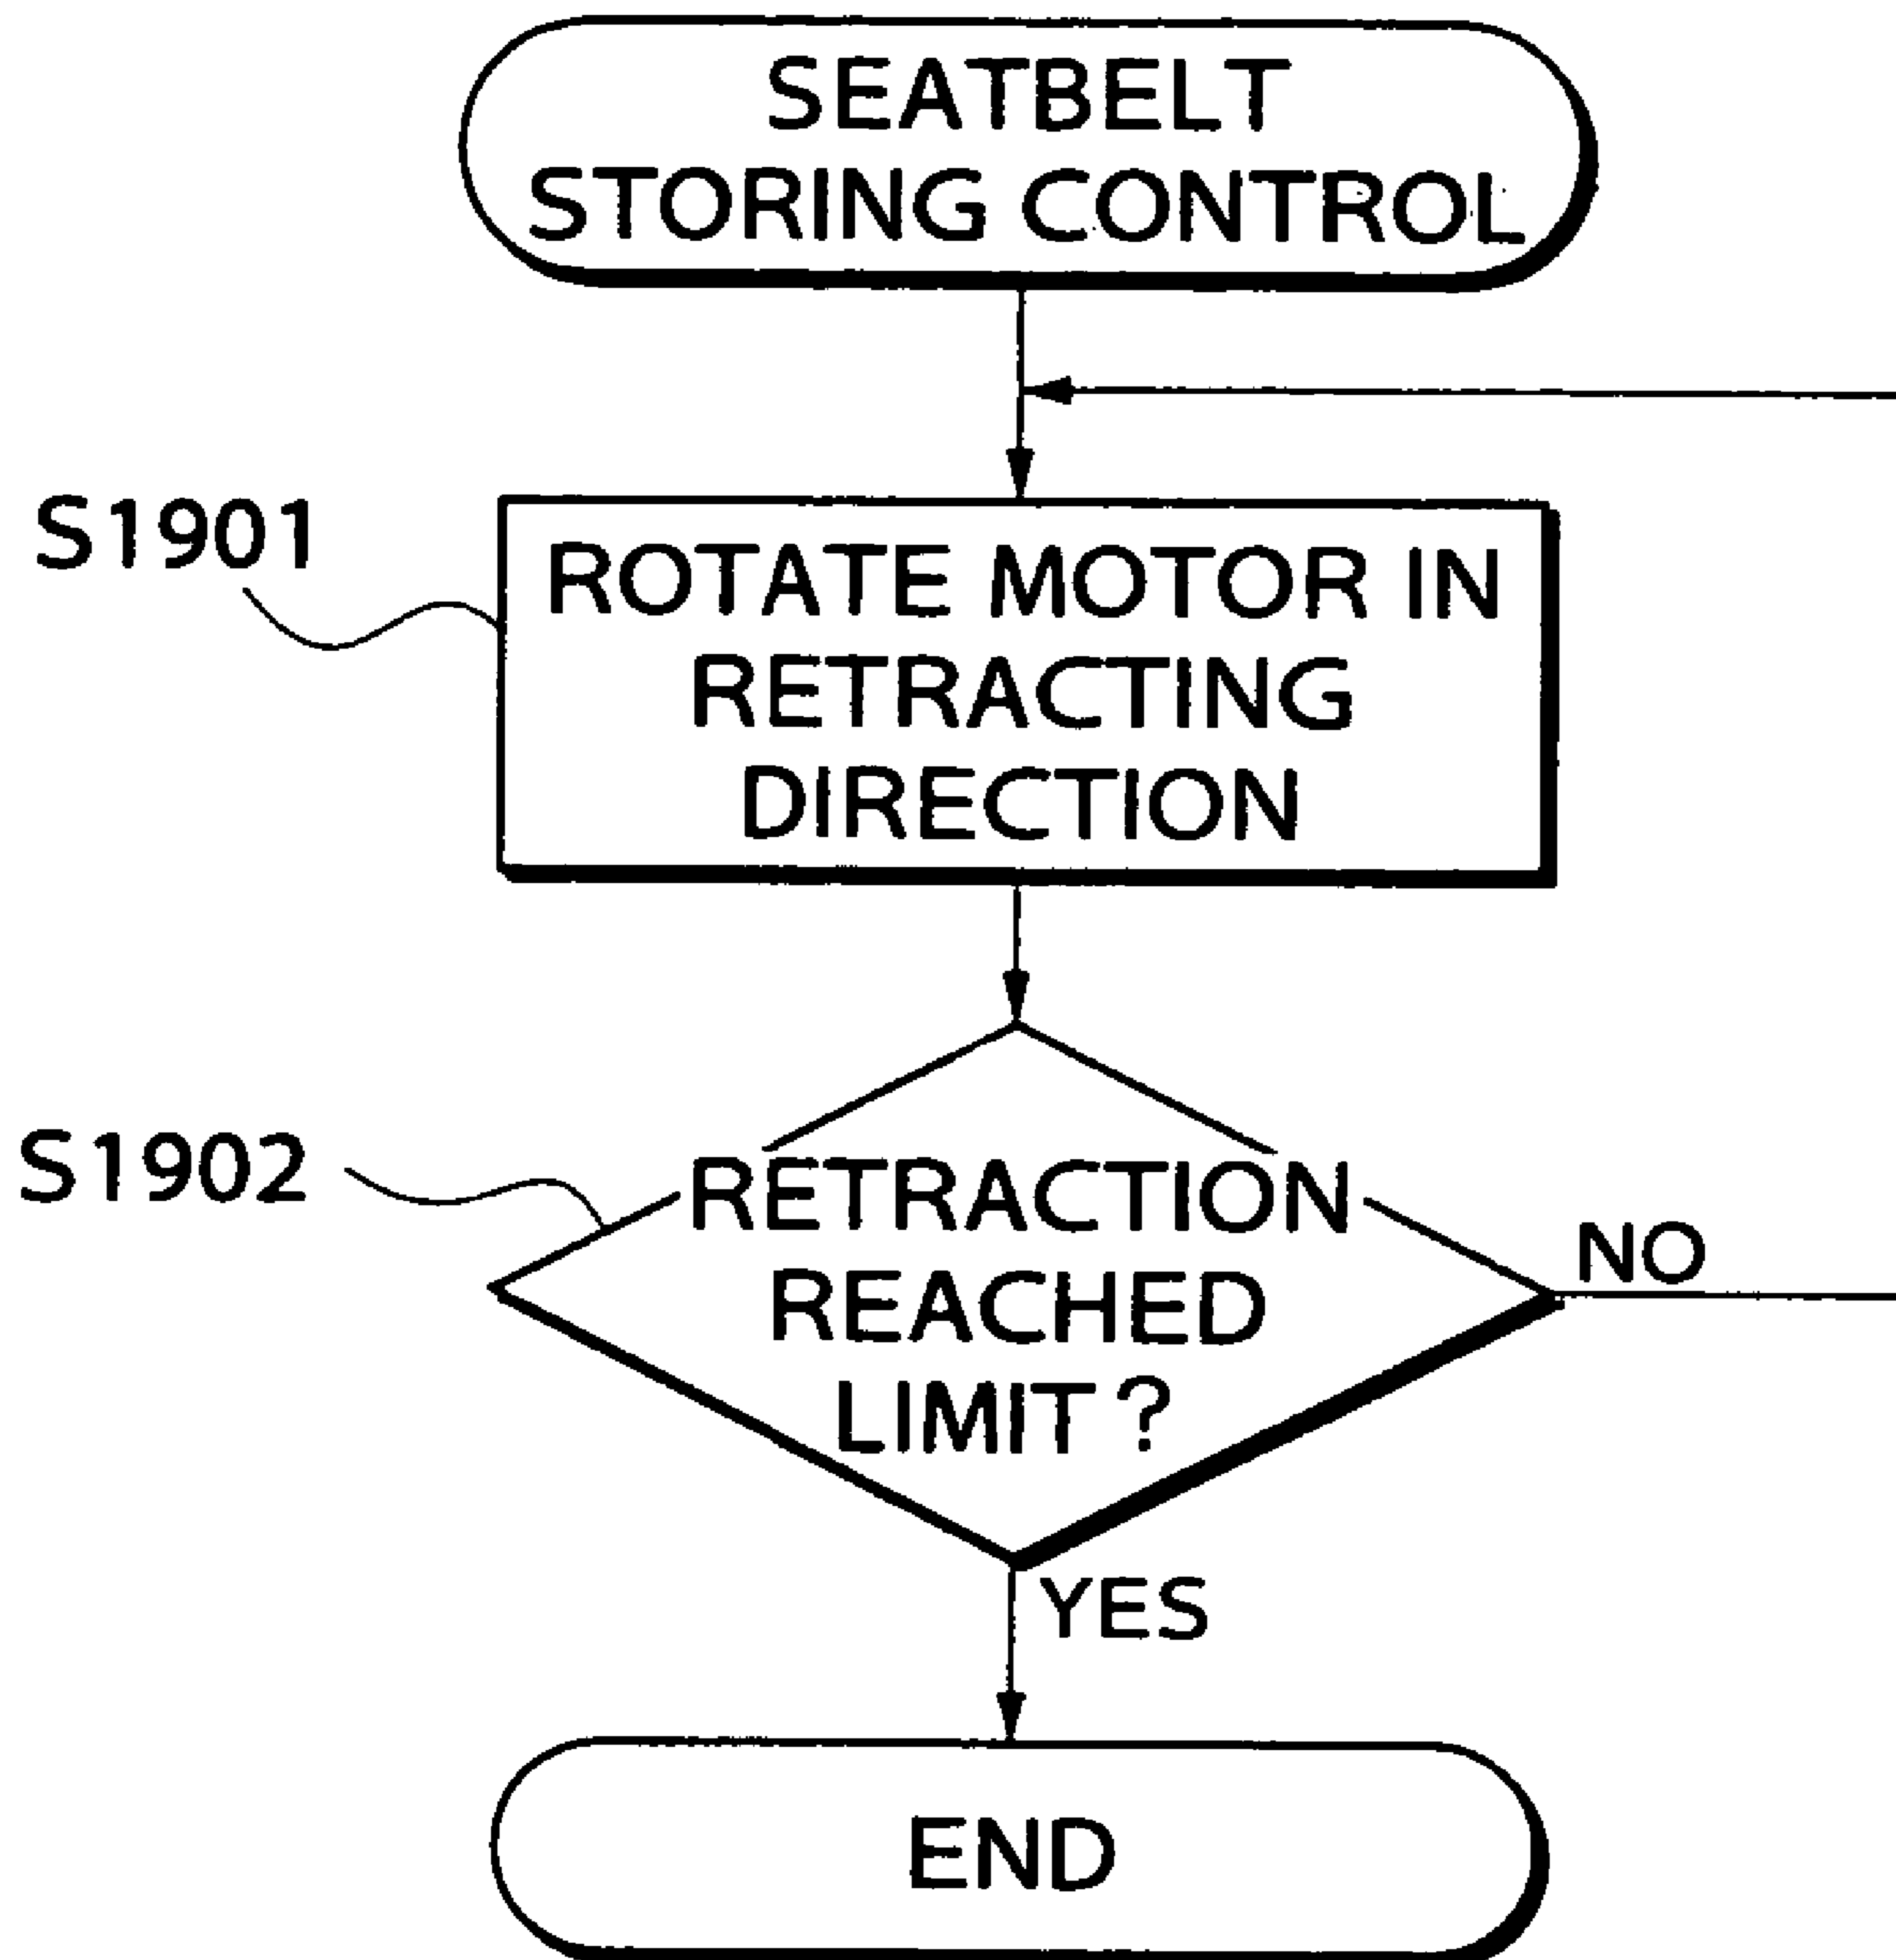 SEATBELT
STORING CONTROL
S1901
ROTATE MOTOR IN
RETRACTING
DIRECTION
S1902
RETRACTION
REACHED
LIMIT?
NO
YES
END